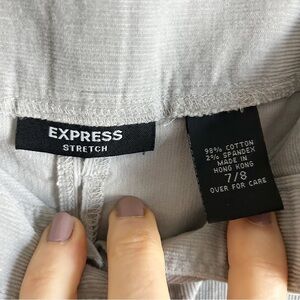 EXPRESS
STRETCH
98% COTTON
2% SPANDEX
MADE IN
HONG KONG
7/8
OVER FOR CARE